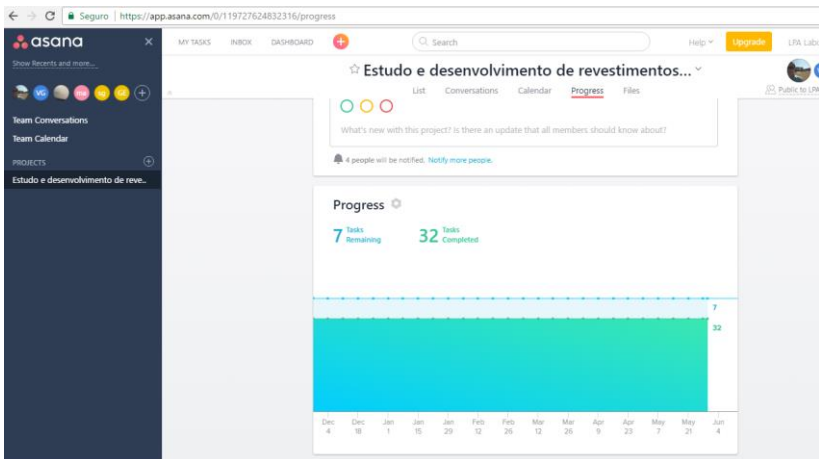 Seguro | https://app.asana.com/0/119727624832316/progress
asana
MY TASKS INBOX DASHBOARD
Search
Help
Upgrade
LPA Labo
Show Recents and more...
Estudo e desenvolvimento de revestimentos...
List Conversations Calendar Progress Files
Public to LPA
VG
Team Conversations
Team Calendar
PROJECTS
Estudo e desenvolvimento de reve...
What's new with this project? Is there an update that all members should know about?
4 people will be notified. Notify more people.
Progress
7 Tasks Remaining
32 Tasks Completed
7
32
Dec 4
Dec 18
Jan 1
Jan 15
Jan 29
Feb 12
Feb 26
Mar 12
Mar 26
Apr 9
Apr 23
May 7
May 21
Jun 4